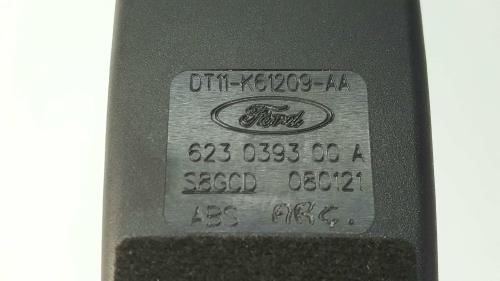 DT11-K61209-AA
Ford
623 0393 00 A
S8GCD 080121
ABS